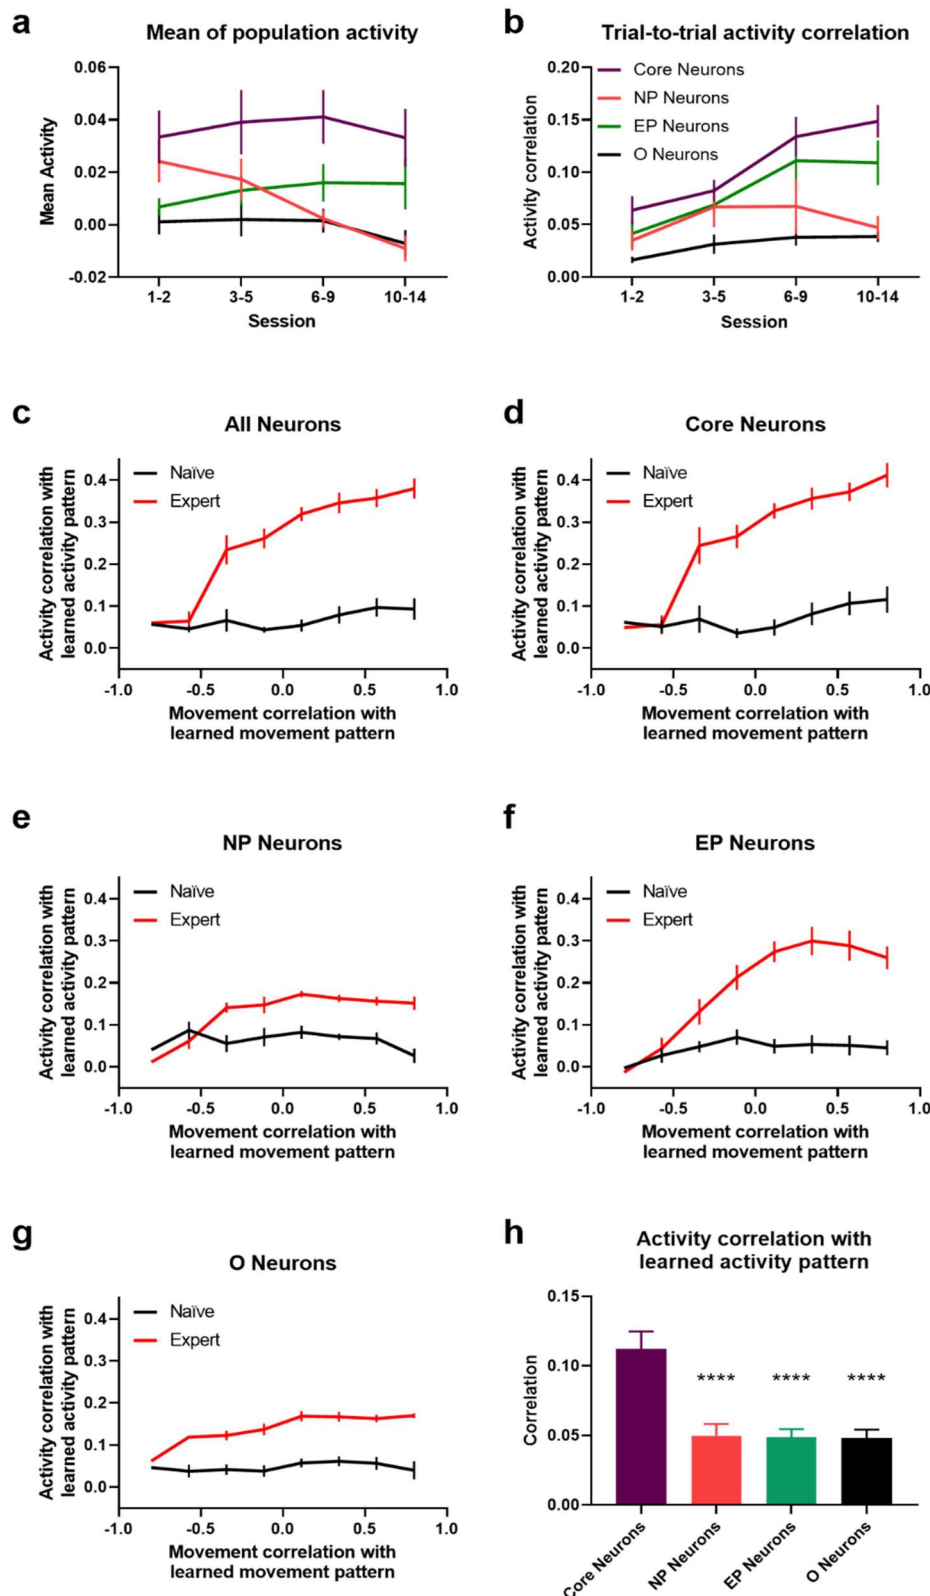 a
Mean of population activity
0.06
0.04
0.02
0.00
-0.02
Mean Activity
1-2
3-5
6-9
10-14
Session
b
Trial-to-trial activity correlation
0.20
0.15
0.10
0.05
0.00
Activity correlation
Core Neurons
NP Neurons
EP Neurons
O Neurons
1-2
3-5
6-9
10-14
Session
c
All Neurons
Activity correlation with
learned activity pattern
0.4
0.3
0.2
0.1
0.0
Naïve
Expert
-1.0
-0.5
0.0
0.5
1.0
Movement correlation with
learned movement pattern
d
Core Neurons
Activity correlation with
learned activity pattern
0.4
0.3
0.2
0.1
0.0
Naïve
Expert
-1.0
-0.5
0.0
0.5
1.0
Movement correlation with
learned movement pattern
e
NP Neurons
Activity correlation with
learned activity pattern
0.4
0.3
0.2
0.1
0.0
Naïve
Expert
-1.0
-0.5
0.0
0.5
1.0
Movement correlation with
learned movement pattern
f
EP Neurons
Activity correlation with
learned activity pattern
0.4
0.3
0.2
0.1
0.0
Naïve
Expert
-1.0
-0.5
0.0
0.5
1.0
Movement correlation with
learned movement pattern
g
O Neurons
Activity correlation with
learned activity pattern
0.4
0.3
0.2
0.1
0.0
Naïve
Expert
-1.0
-0.5
0.0
0.5
1.0
Movement correlation with
learned movement pattern
h
Activity correlation with
learned activity pattern
0.15
0.10
0.05
0.00
Correlation
**** **** ****
Core Neurons
NP Neurons
EP Neurons
O Neurons